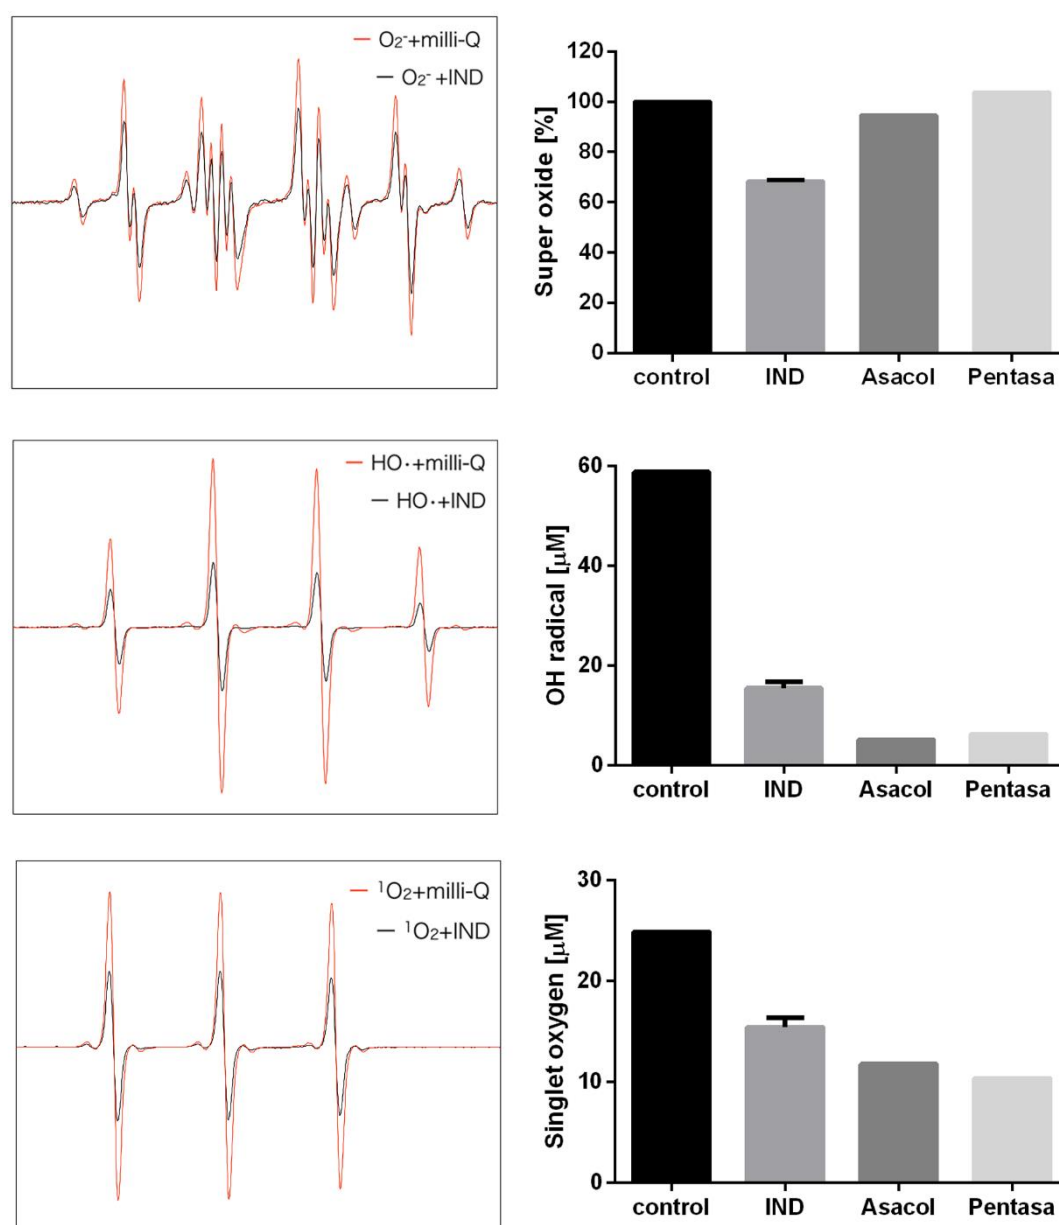 O₂⁻+milli-Q
O₂⁻+IND
Super oxide [%]
120
100
80
60
40
20
0
control IND Asacol Pentasa
HO·+milli-Q
HO·+IND
OH radical [μM]
60
40
20
0
control IND Asacol Pentasa
¹O₂+milli-Q
¹O₂+IND
Singlet oxygen [μM]
30
20
10
0
control IND Asacol Pentasa